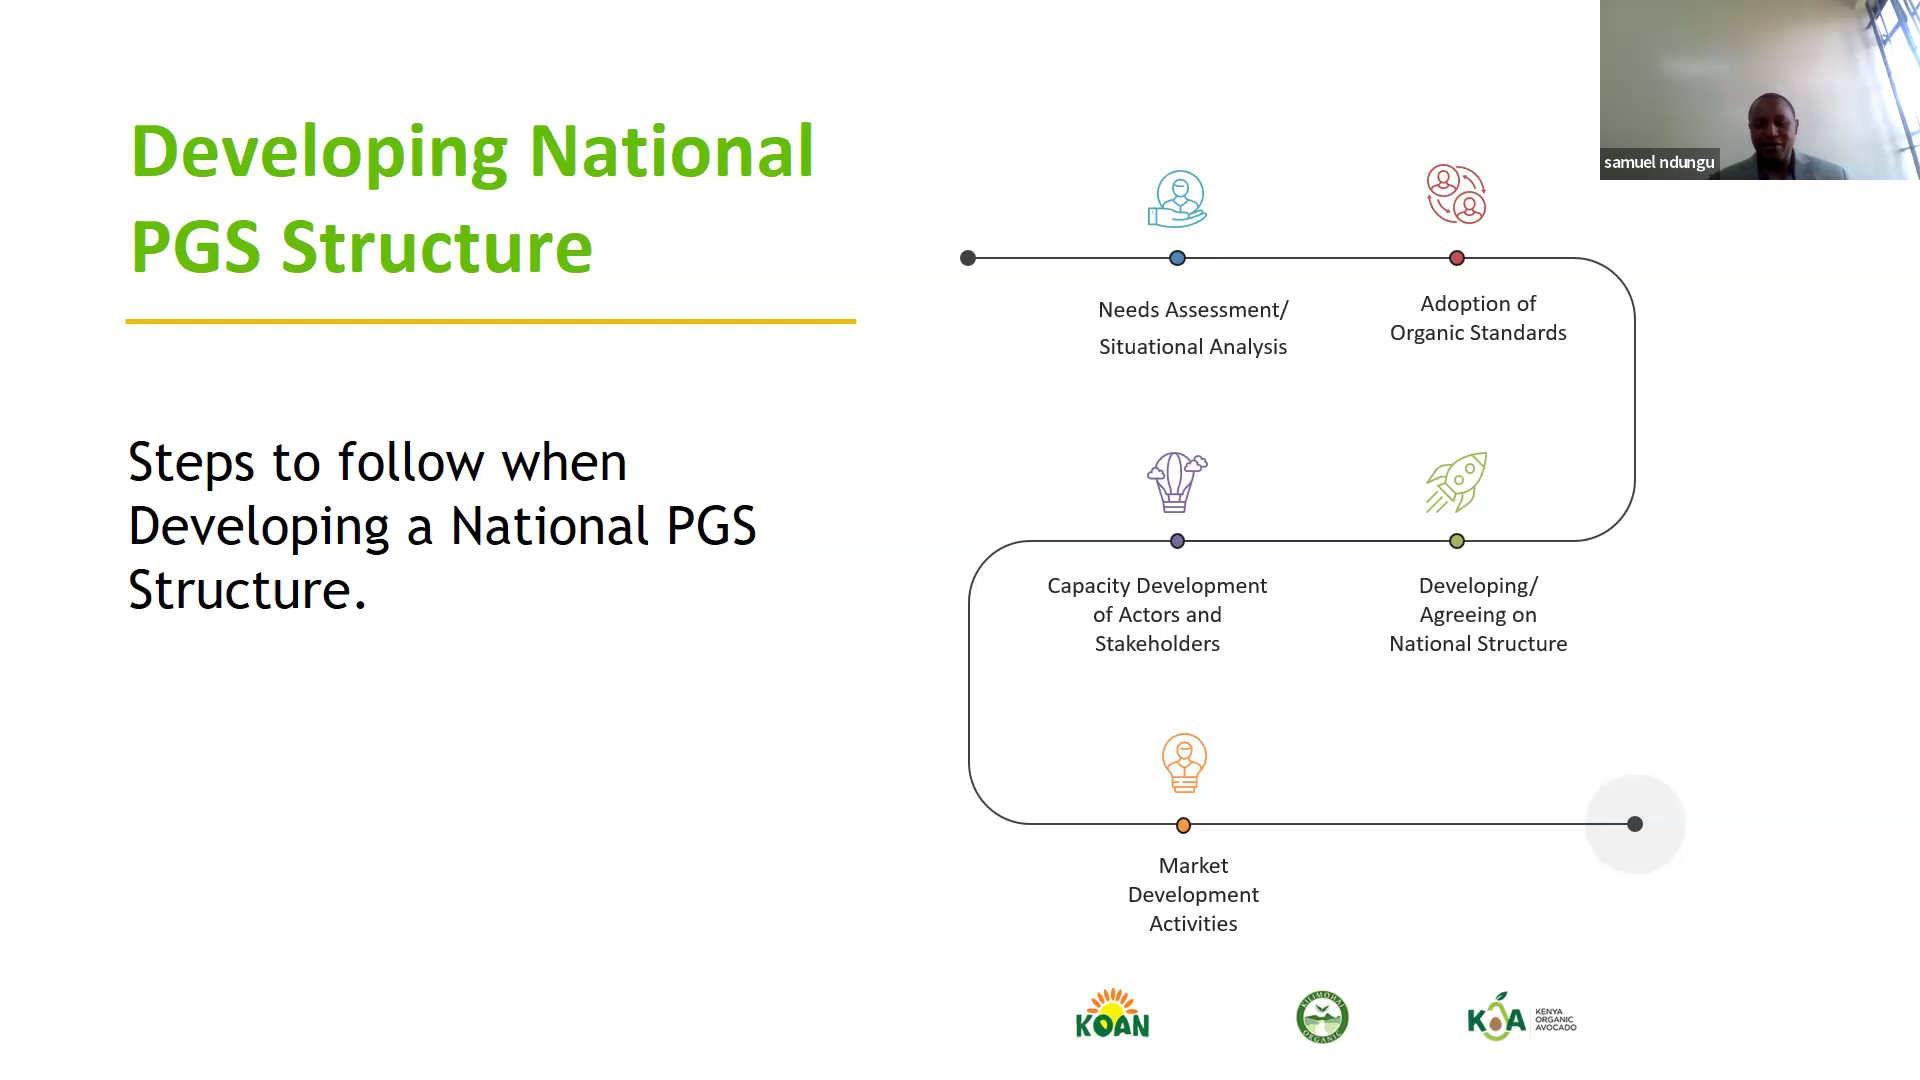 Developing National
PGS Structure
Steps to follow when
Developing a National PGS
Structure.
samuel ndungu
Needs Assessment/
Situational Analysis
Adoption of
Organic Standards
Capacity Development
of Actors and
Stakeholders
Developing/
Agreeing on
National Structure
Market
Development
Activities
KOAN
KILIMOHAI
ORGANIC
KOA
KENYA
ORGANIC
AVOCADO